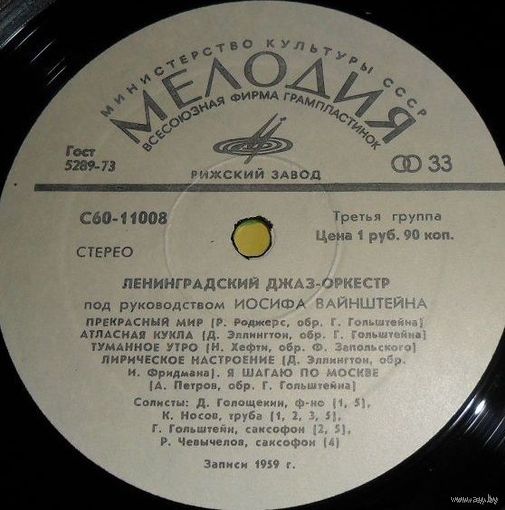 МИНИСТЕРСТВО КУЛЬТУРЫ СССР
МЕЛОДИЯ
ВСЕСОЮЗНАЯ ФИРМА ГРАМПЛАСТИНОК
Гост
5289-73
33
РИЖСКИЙ ЗАВОД
С60-11008
Третья группа
Цена 1 руб. 90 коп.
СТЕРЕО
ЛЕНИНГРАДСКИЙ ДЖАЗ-ОРКЕСТР
под руководством ИОСИФА ВАЙНШТЕЙНА
ПРЕКРАСНЫЙ МИР (Р. Роджерс, обр. Г. Гольштейна)
АТЛАСНАЯ КУКЛА (Д. Эллингтон, обр. Г. Гольштейна)
ТУМАННОЕ УТРО (Н. Хефти, обр. Ф. Запольского)
ЛИРИЧЕСКОЕ НАСТРОЕНИЕ (Д. Эллингтон, обр.
И. Фридмана). Я ШАГАЮ ПО МОСКВЕ
(А. Петров, обр. Г. Гольштейна)
Солисты: Д. Голощекин, ф-но (1, 5),
К. Носов, труба (1, 2, 3, 5),
Г. Гольштейн, саксофон (2, 5),
Р. Чевычелов, саксофон (4)
Записи 1959 г.